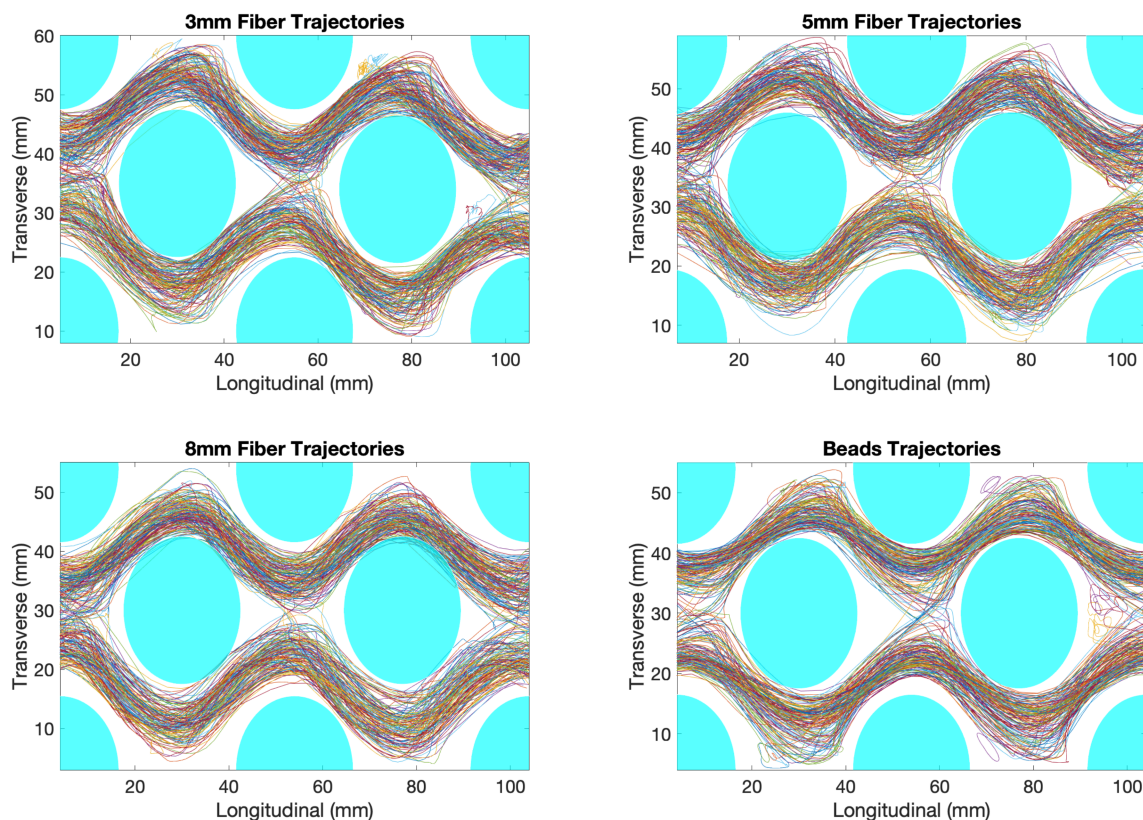 3mm Fiber Trajectories
60
50
40
30
20
10
Transverse (mm)
20 40 60 80 100
Longitudinal (mm)
5mm Fiber Trajectories
50
40
30
20
10
Transverse (mm)
20 40 60 80 100
Longitudinal (mm)
8mm Fiber Trajectories
50
40
30
20
10
Transverse (mm)
20 40 60 80 100
Longitudinal (mm)
Beads Trajectories
50
40
30
20
10
Transverse (mm)
20 40 60 80 100
Longitudinal (mm)